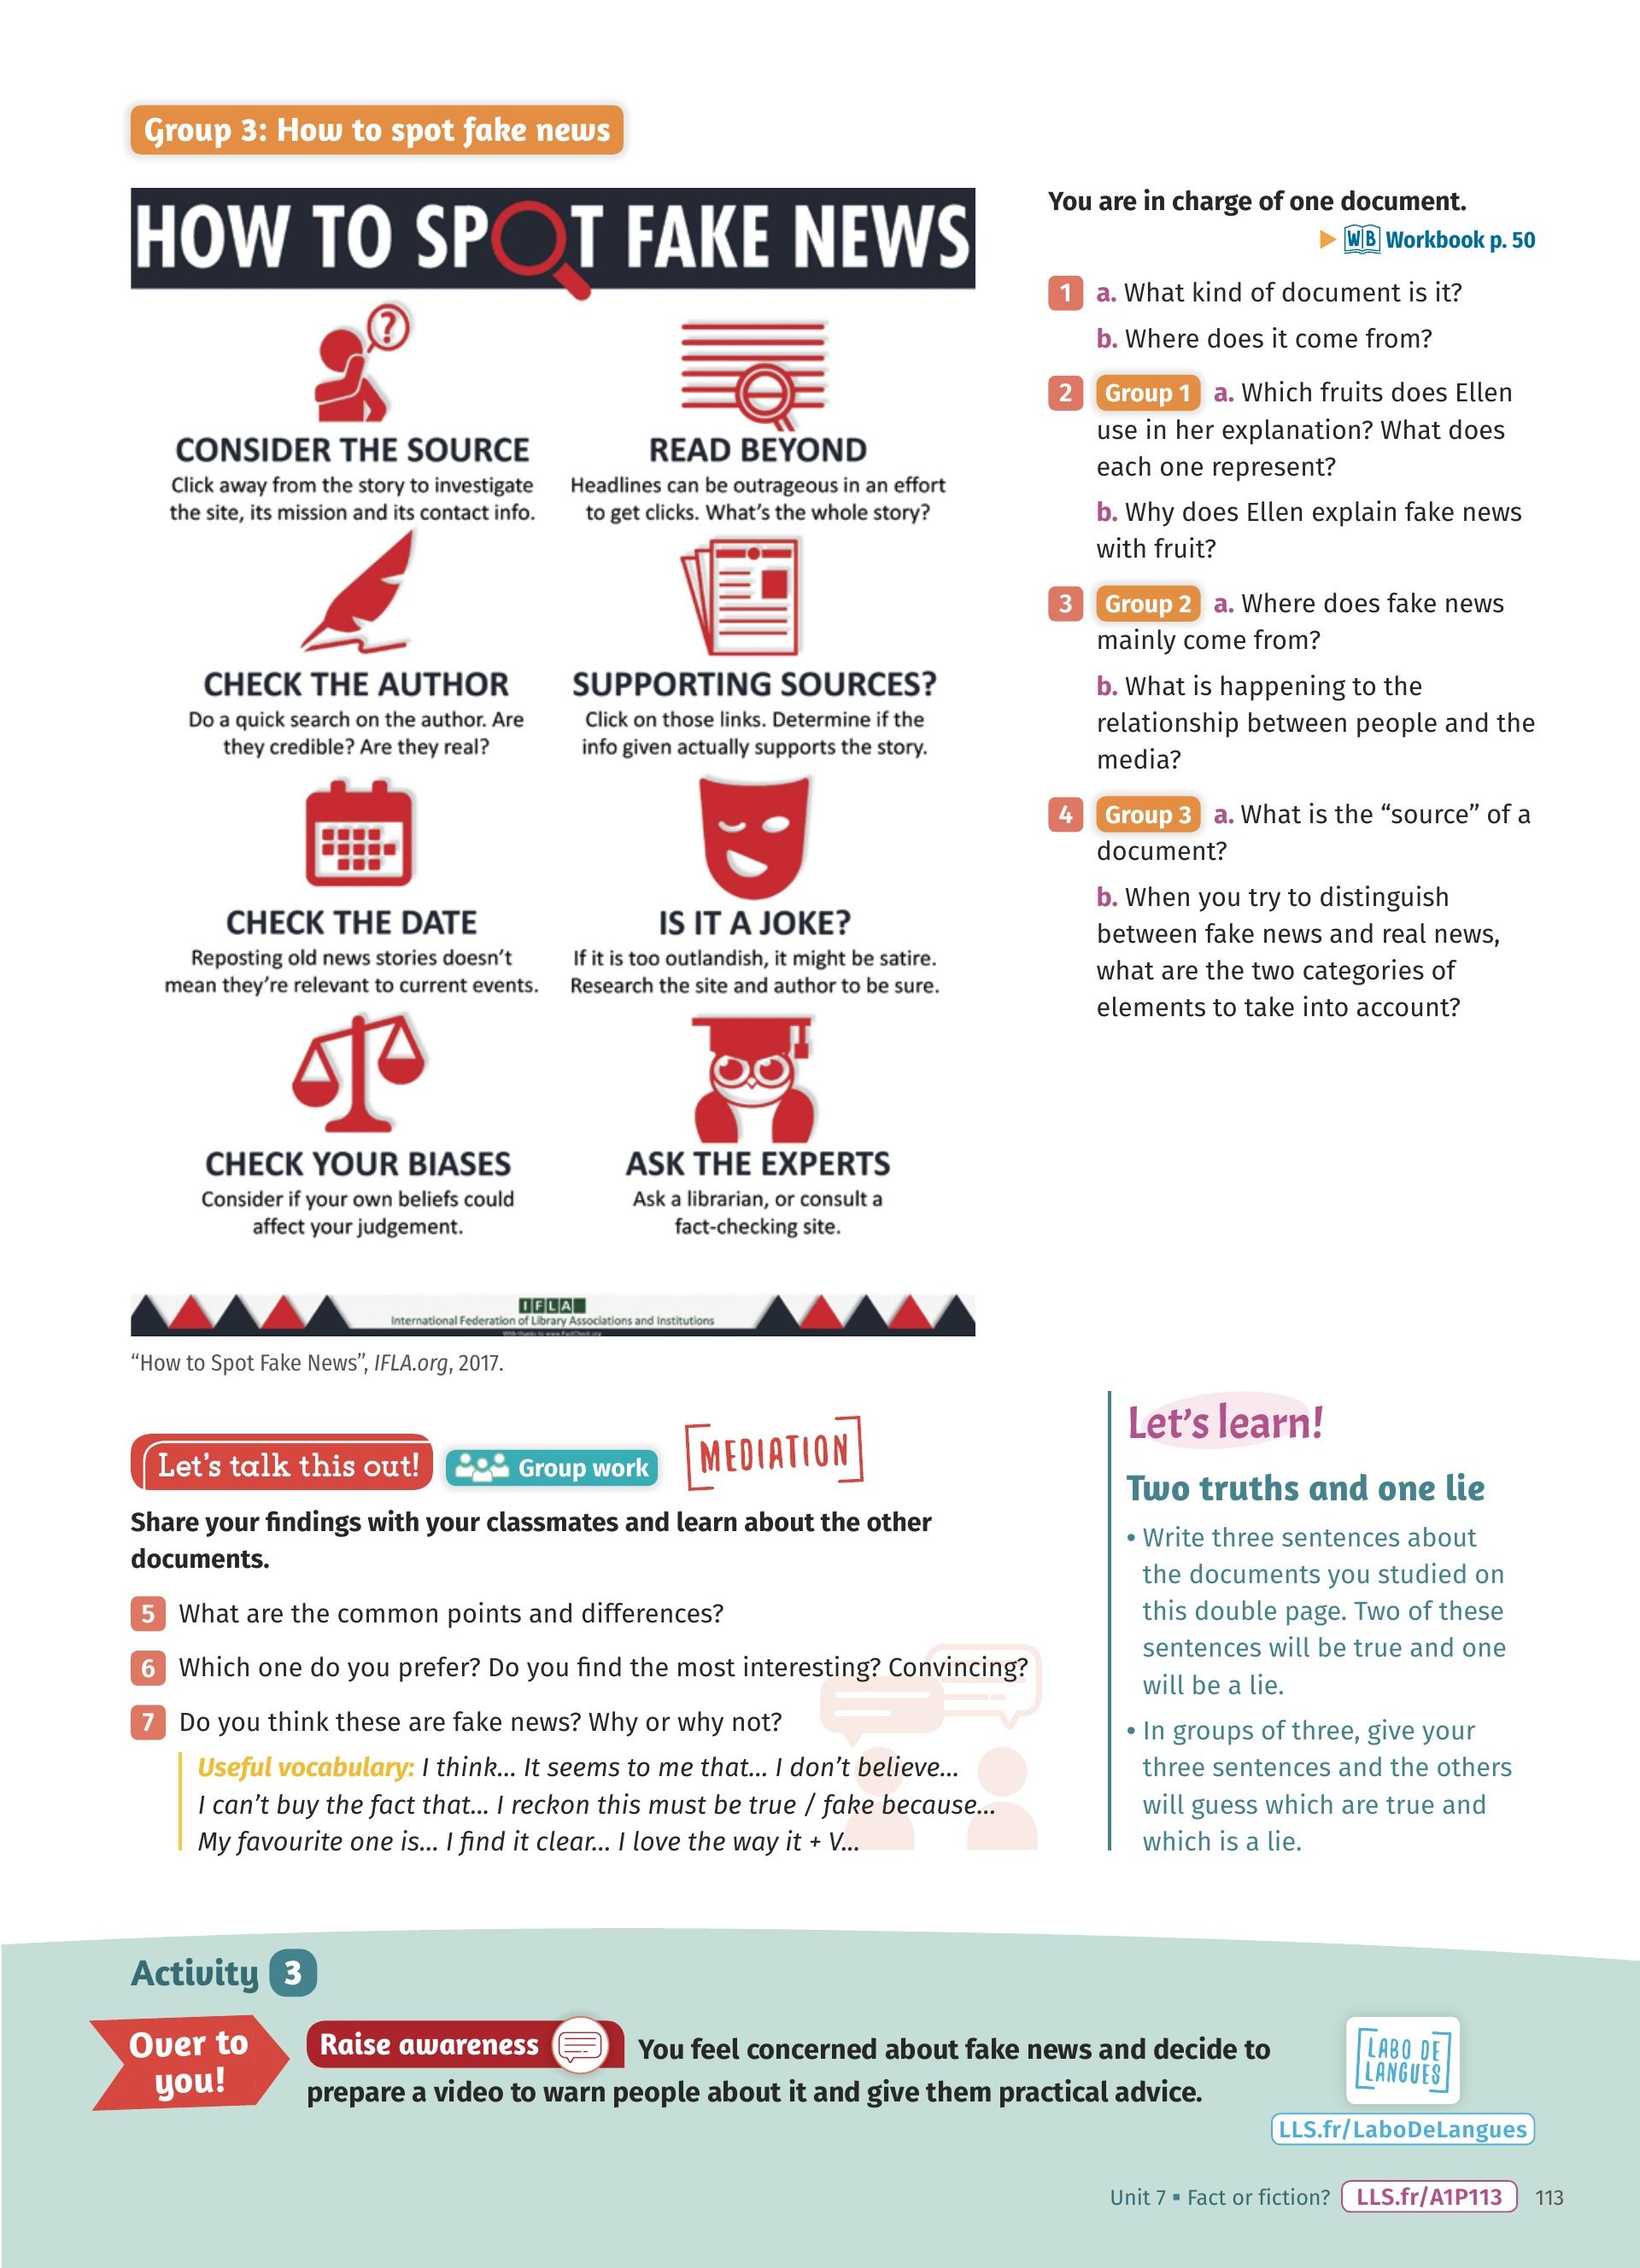 Group 3: How to spot fake news
HOW TO SPOT FAKE NEWS
?
CONSIDER THE SOURCE
Click away from the story to investigate
the site, its mission and its contact info.
READ BEYOND
Headlines can be outrageous in an effort
to get clicks. What's the whole story?
CHECK THE AUTHOR
Do a quick search on the author. Are
they credible? Are they real?
SUPPORTING SOURCES?
Click on those links. Determine if the
info given actually supports the story.
CHECK THE DATE
Reposting old news stories doesn't
mean they're relevant to current events.
IS IT A JOKE?
If it is too outlandish, it might be satire.
Research the site and author to be sure.
CHECK YOUR BIASES
Consider if your own beliefs could
affect your judgement.
ASK THE EXPERTS
Ask a librarian, or consult a
fact-checking site.
IFLA
International Federation of Library Associations and Institutions
With thanks to www.FactCheck.org
“How to Spot Fake News”, IFLA.org, 2017.
You are in charge of one document.
WB Workbook p. 50
1 a. What kind of document is it?
b. Where does it come from?
2 Group 1 a. Which fruits does Ellen
use in her explanation? What does
each one represent?
b. Why does Ellen explain fake news
with fruit?
3 Group 2 a. Where does fake news
mainly come from?
b. What is happening to the
relationship between people and the
media?
4 Group 3 a. What is the “source” of a
document?
b. When you try to distinguish
between fake news and real news,
what are the two categories of
elements to take into account?
Let's talk this out!
Group work
MEDIATION
Share your findings with your classmates and learn about the other
documents.
5 What are the common points and differences?
6 Which one do you prefer? Do you find the most interesting? Convincing?
7 Do you think these are fake news? Why or why not?
Useful vocabulary: I think... It seems to me that... I don't believe...
I can't buy the fact that... I reckon this must be true / fake because...
My favourite one is... I find it clear... I love the way it + V...
Let's learn!
Two truths and one lie
• Write three sentences about
the documents you studied on
this double page. Two of these
sentences will be true and one
will be a lie.
• In groups of three, give your
three sentences and the others
will guess which are true and
which is a lie.
Activity 3
Over to
you!
Raise awareness You feel concerned about fake news and decide to
prepare a video to warn people about it and give them practical advice.
LABO DE
LANGUES
LLS.fr/LaboDeLangues
Unit 7 ▪ Fact or fiction? LLS.fr/A1P113 113